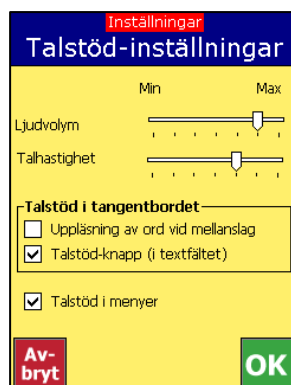 Inställningar
Talstöd-inställningar
Min Max
Ljudvolym
Talhastighet
Talstöd i tangentbordet
Uppläsning av ord vid mellanslag
Talstöd-knapp (i textfältet)
Talstöd i menyer
Av-
bryt
OK